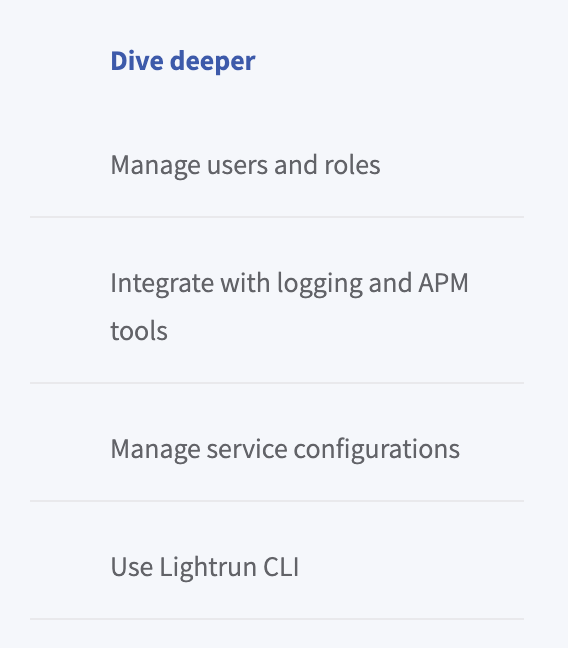 Dive deeper
Manage users and roles
Integrate with logging and APM
tools
Manage service configurations
Use Lightrun CLI